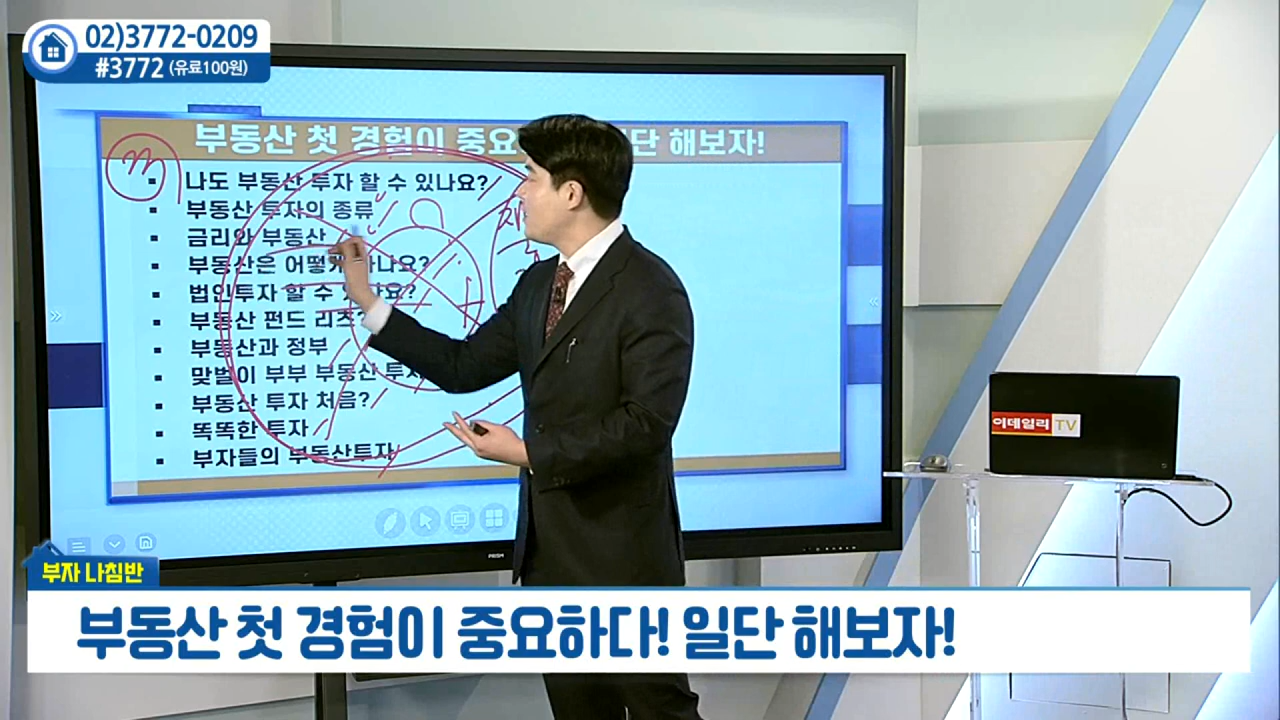 02)3772-0209
#3772 (유료100원)
부동산 첫 경험이 중요 일단 해보자!
나도 부동산 투자 할 수 있나요?
부동산 투자의 종류
금리와 부동산
부동산은 어떻게 하나요?
법인투자 할 수 있나요?
부동산 펀드 리츠?
부동산과 정부
맞벌이 부부 부동산 투자
부동산 투자 처음?
똑똑한 투자
부자들의 부동산투자
이데일리 TV
PRISM
부자 나침반
부동산 첫 경험이 중요하다! 일단 해보자!